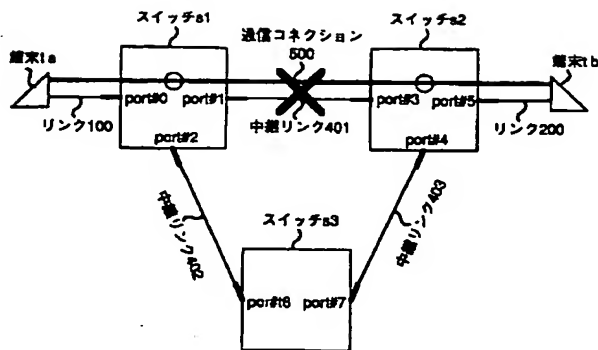 スイッチs1
通信コネクション
500
スイッチs2
端末ta
端末tb
port#0
port#1
port#3
port#5
リンク100
中継リンク401
リンク200
port#2
port#4
中継リンク402
中継リンク403
スイッチs3
por#t6
port#7